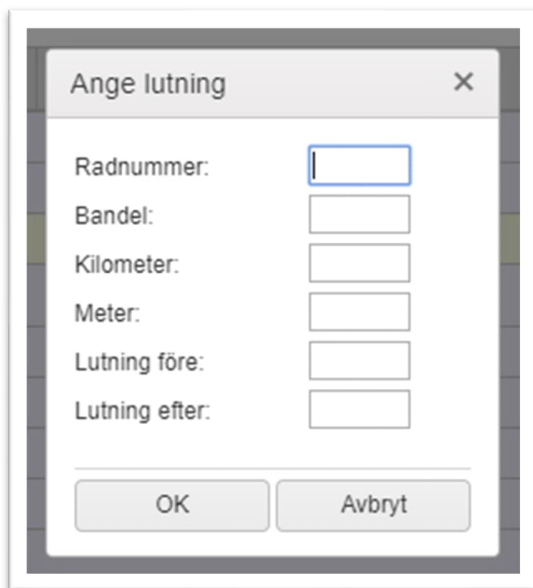 Ange lutning
Radnummer:
Bandel:
Kilometer:
Meter:
Lutning före:
Lutning efter:
OK Avbryt